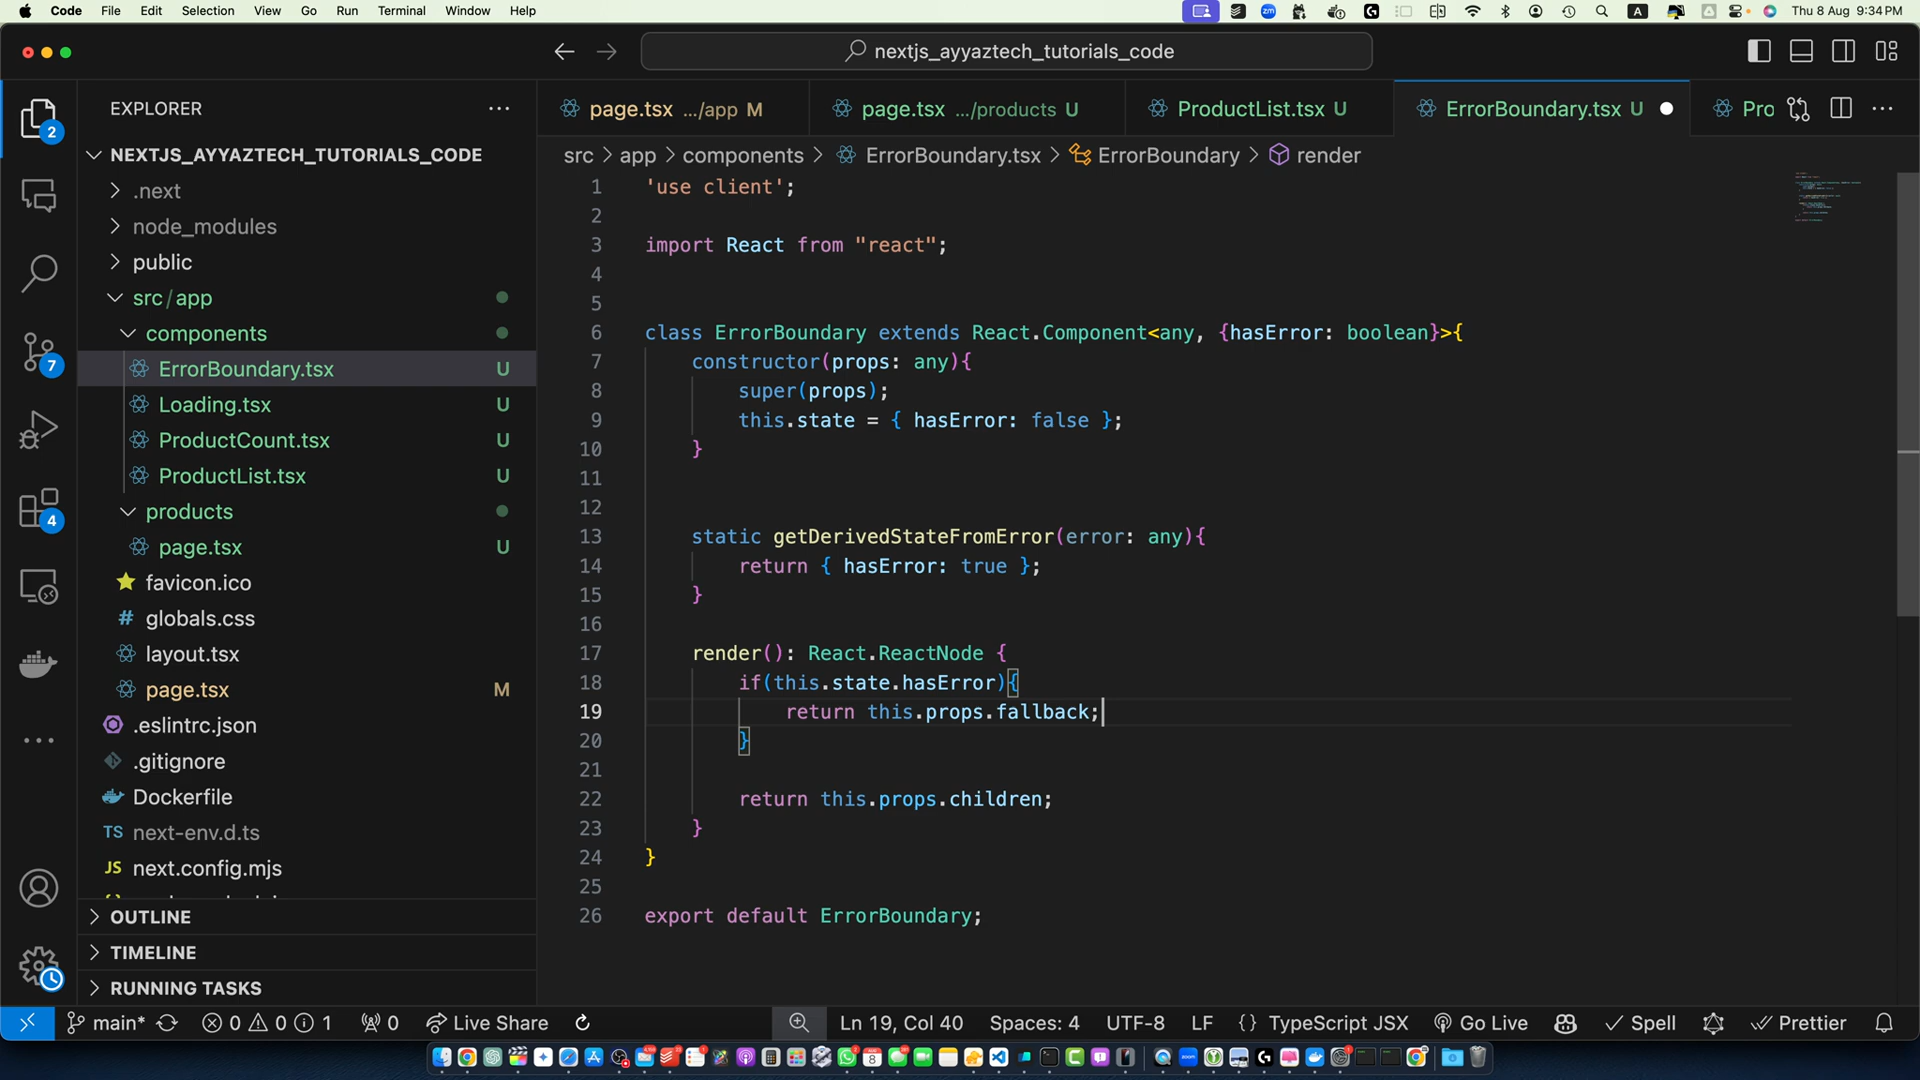 Code File Edit Selection View Go Run Terminal Window Help
A
Thu 8 Aug 9:34 PM
nextjs_ayyaztech_tutorials_code
EXPLORER
page.tsx .../app M
page.tsx .../products U
ProductList.tsx U
ErrorBoundary.tsx U
Pro
src > app > components > ErrorBoundary.tsx > ErrorBoundary > render
NEXTJS_AYYAZTECH_TUTORIALS_CODE
.next
node_modules
public
src/app
components
ErrorBoundary.tsx U
Loading.tsx U
ProductCount.tsx U
ProductList.tsx U
products
page.tsx U
favicon.ico
# globals.css
layout.tsx
page.tsx M
.eslintrc.json
.gitignore
Dockerfile
TS next-env.d.ts
JS next.config.mjs
OUTLINE
TIMELINE
RUNNING TASKS
2
7
4
1 'use client';
2
3 import React from "react";
4
5
6 class ErrorBoundary extends React.Component<any, {hasError: boolean}>{
7 constructor(props: any){
8 super(props);
9 this.state = { hasError: false };
10 }
11
12
13 static getDerivedStateFromError(error: any){
14 return { hasError: true };
15 }
16
17 render(): React.ReactNode {
18 if(this.state.hasError){
19 return this.props.fallback;
20 }
21
22 return this.props.children;
23 }
24 }
25
26 export default ErrorBoundary;
main* 0 0 1 0 Live Share Ln 19, Col 40 Spaces: 4 UTF-8 LF {} TypeScript JSX Go Live Spell Prettier